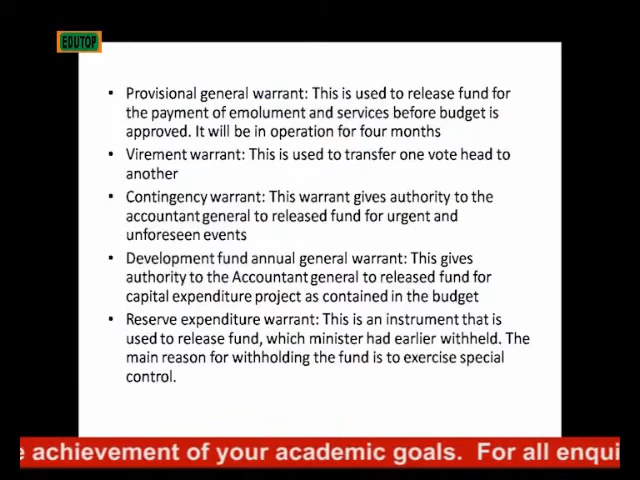 EDUTOP
• Provisional general warrant: This is used to release fund for
the payment of emolument and services before budget is
approved. It will be in operation for four months
• Virement warrant: This is used to transfer one vote head to
another
• Contingency warrant: This warrant gives authority to the
accountant general to released fund for urgent and
unforeseen events
• Development fund annual general warrant: This gives
authority to the Accountant general to released fund for
capital expenditure project as contained in the budget
• Reserve expenditure warrant: This is an instrument that is
used to release fund, which minister had earlier withheld. The
main reason for withholding the fund is to exercise special
control.
e achievement of your academic goals. For all enqui